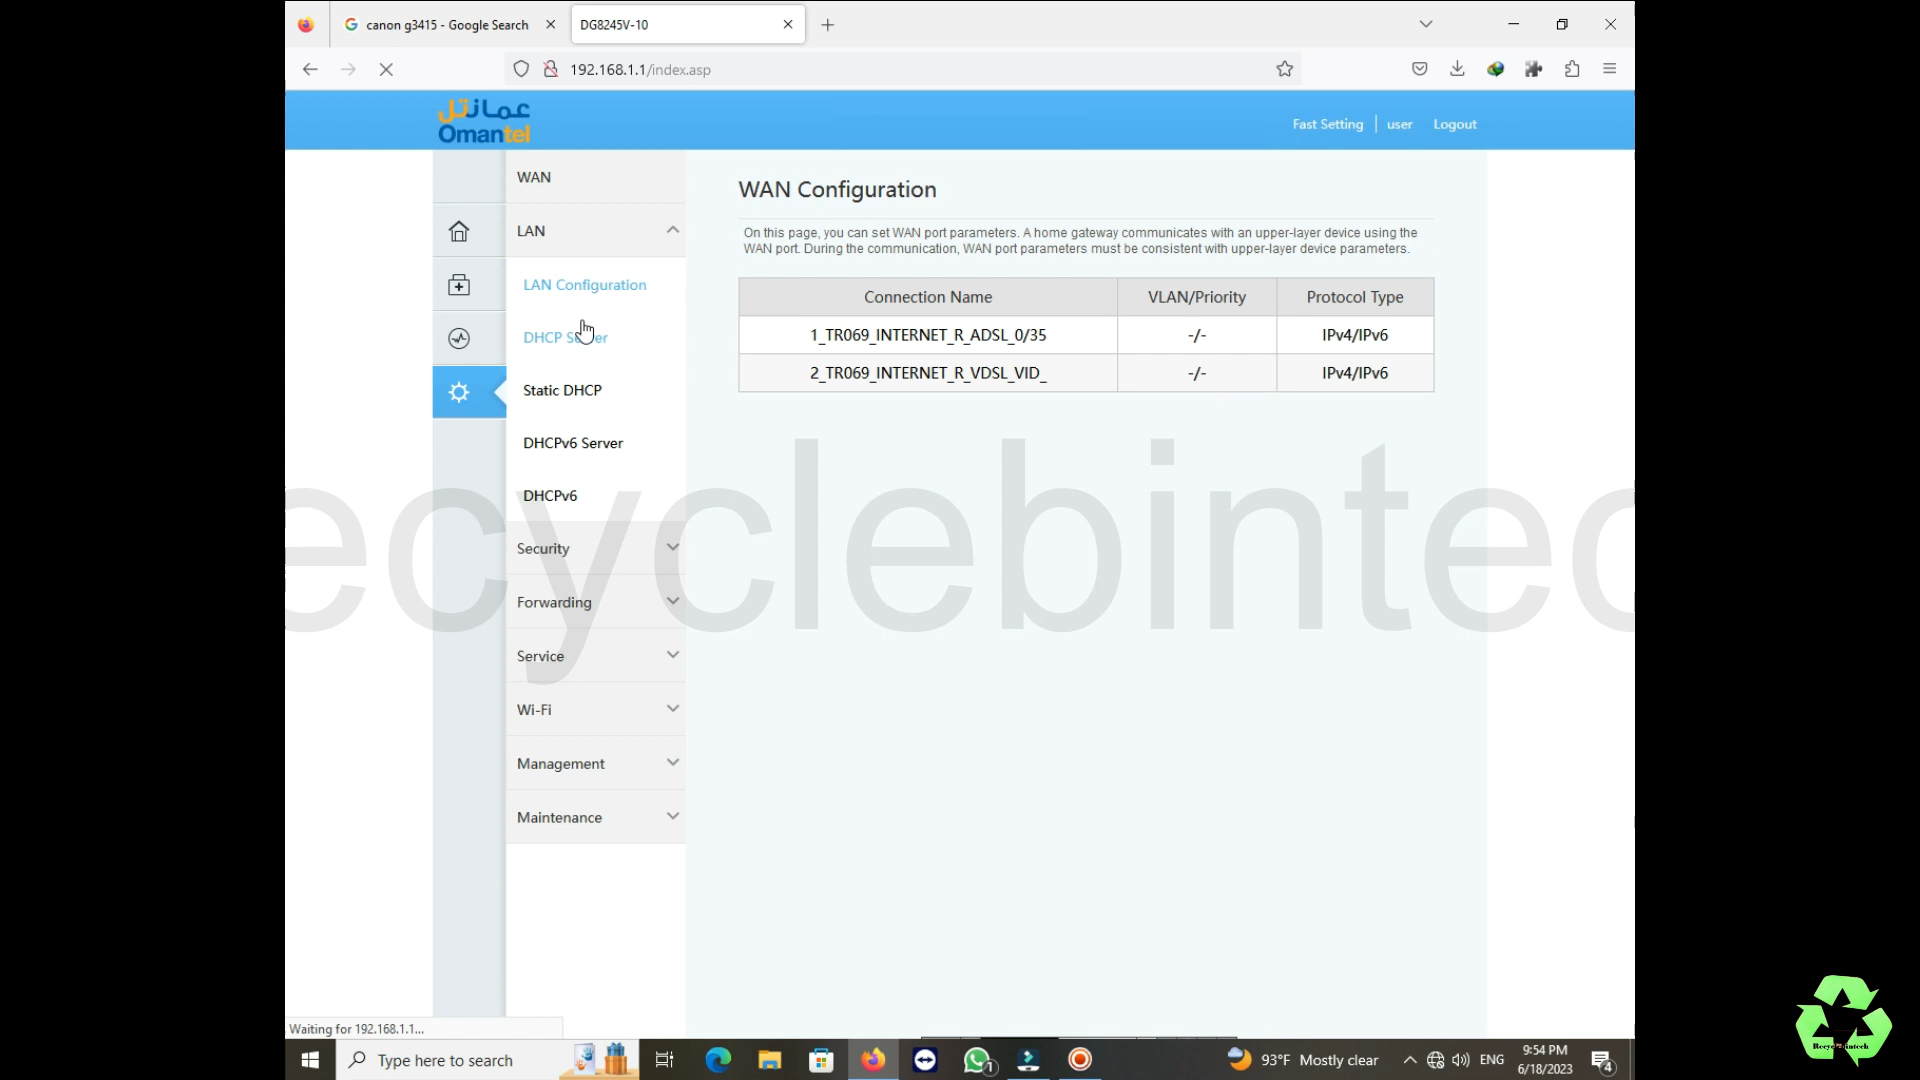 canon g3415 - Google Search
DG8245V-10
192.168.1.1/index.asp
عمانتل
Omantel
Fast Setting
user
Logout
WAN
LAN
LAN Configuration
DHCP Server
Static DHCP
DHCPv6 Server
DHCPv6
Security
Forwarding
Service
Wi-Fi
Management
Maintenance
WAN Configuration
On this page, you can set WAN port parameters. A home gateway communicates with an upper-layer device using the
WAN port. During the communication, WAN port parameters must be consistent with upper-layer device parameters.
Connection Name VLAN/Priority Protocol Type
1_TR069_INTERNET_R_ADSL_0/35 -/- IPv4/IPv6
2_TR069_INTERNET_R_VDSL_VID_ -/- IPv4/IPv6
ecyclebintec
Waiting for 192.168.1.1...
Type here to search
1
93°F Mostly clear
ENG
9:54 PM
6/18/2023
4